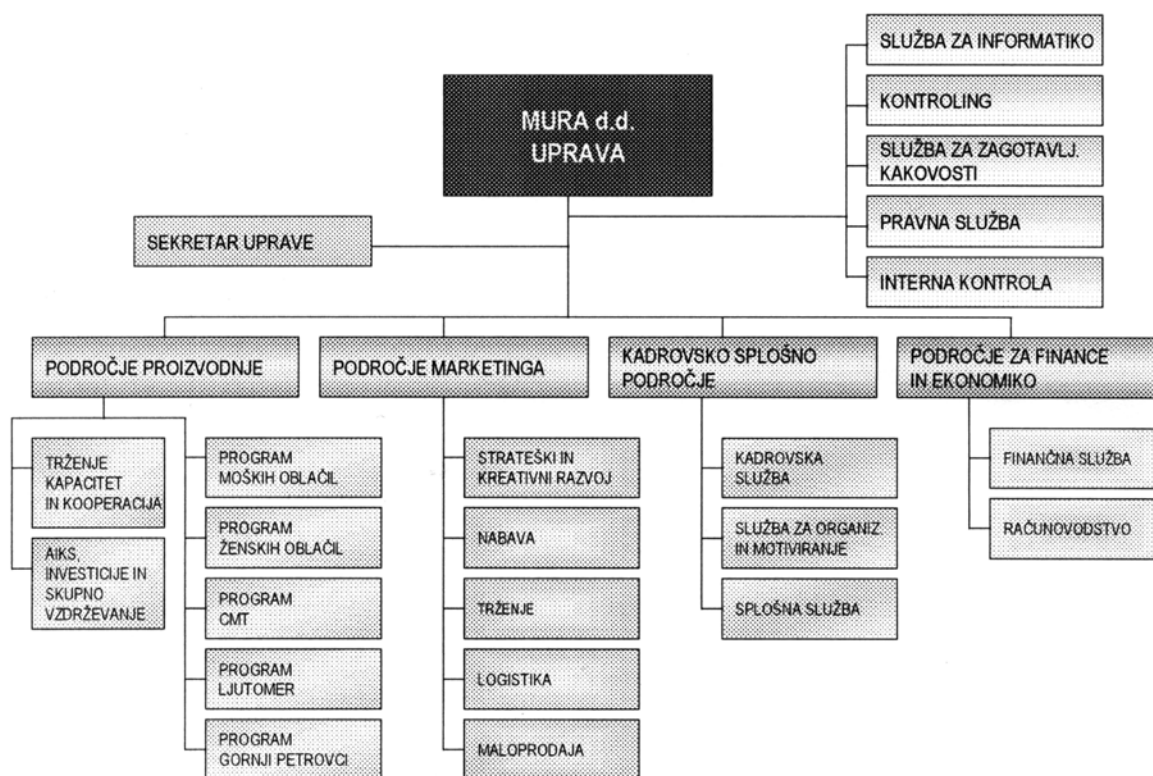 SLUŽBA ZA INFORMATIKO
KONTROLING
SLUŽBA ZA ZAGOTAVLJ.
KAKOVOSTI
PRAVNA SLUŽBA
INTERNA KONTROLA
MURA d.d.
UPRAVA
SEKRETAR UPRAVE
PODROČJE PROIZVODNJE
PODROČJE MARKETINGA
KADROVSKO SPLOŠNO
PODROČJE
PODROČJE ZA FINANCE
IN EKONOMIKO
TRŽENJE
KAPACITET
IN KOOPERACIJA
AIKS,
INVESTICIJE IN
SKUPNO
VZDRŽEVANJE
PROGRAM
MOŠKIH OBLAČIL
PROGRAM
ŽENSKIH OBLAČIL
PROGRAM
CMT
PROGRAM
LJUTOMER
PROGRAM
GORNJI PETROVCI
STRATEŠKI IN
KREATIVNI RAZVOJ
NABAVA
TRŽENJE
LOGISTIKA
MALOPRODAJA
KADROVSKA
SLUŽBA
SLUŽBA ZA ORGANIZ.
IN MOTIVIRANJE
SPLOŠNA SLUŽBA
FINANČNA SLUŽBA
RAČUNOVODSTVO